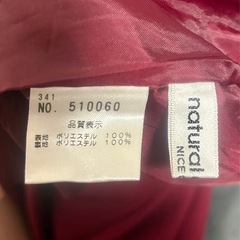 341
NO. 510060
品質表示
表地 ポリエステル 100%
裏地 ポリエステル 100%
natural
NICE